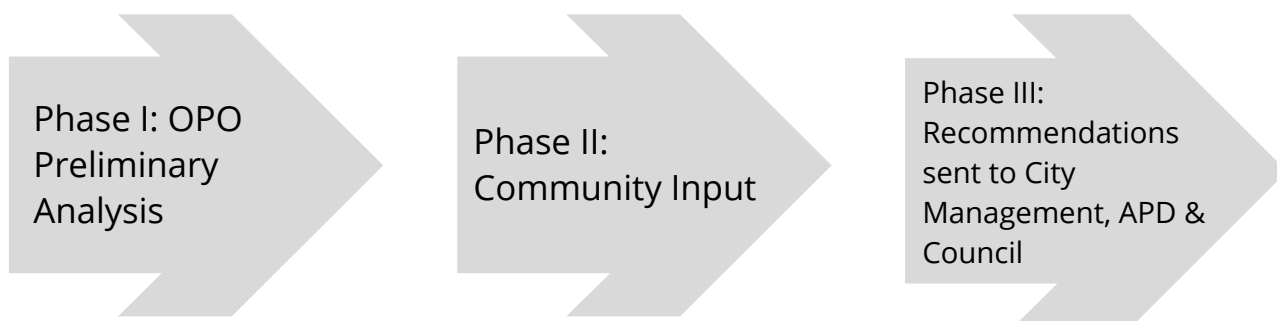 Phase I: OPO
Preliminary
Analysis
Phase II:
Community Input
Phase III:
Recommendations
sent to City
Management, APD &
Council